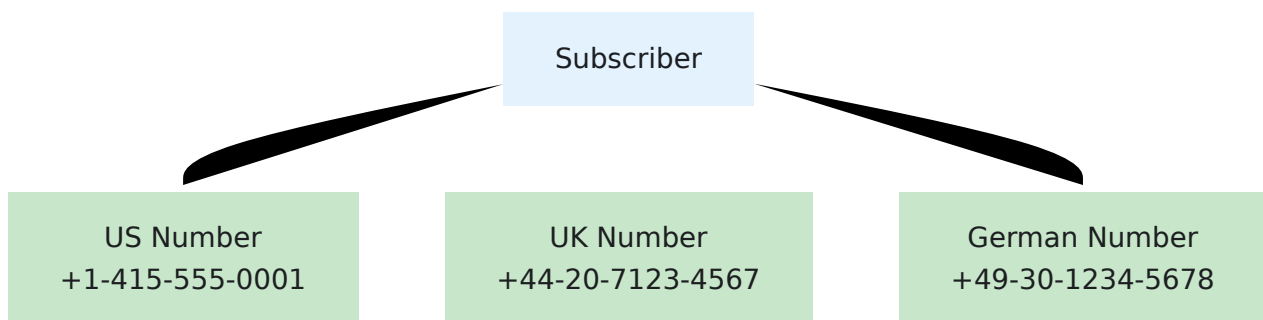 Subscriber
US Number
+1-415-555-0001
UK Number
+44-20-7123-4567
German Number
+49-30-1234-5678